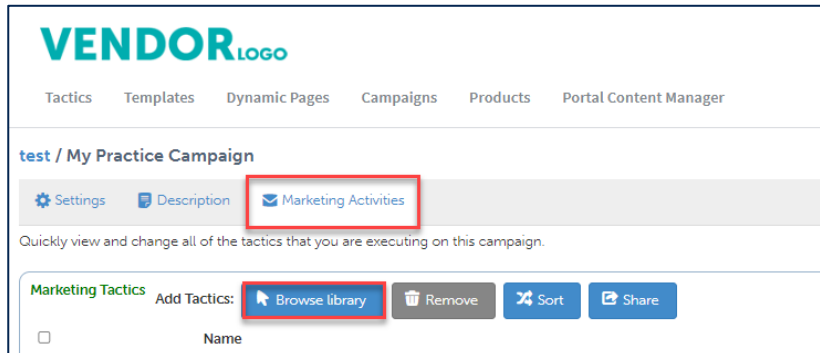 VENDOR LOGO
Tactics Templates Dynamic Pages Campaigns Products Portal Content Manager
test / My Practice Campaign
Settings Description Marketing Activities
Quickly view and change all of the tactics that you are executing on this campaign.
Marketing Tactics Add Tactics: Browse library Remove Sort Share
Name